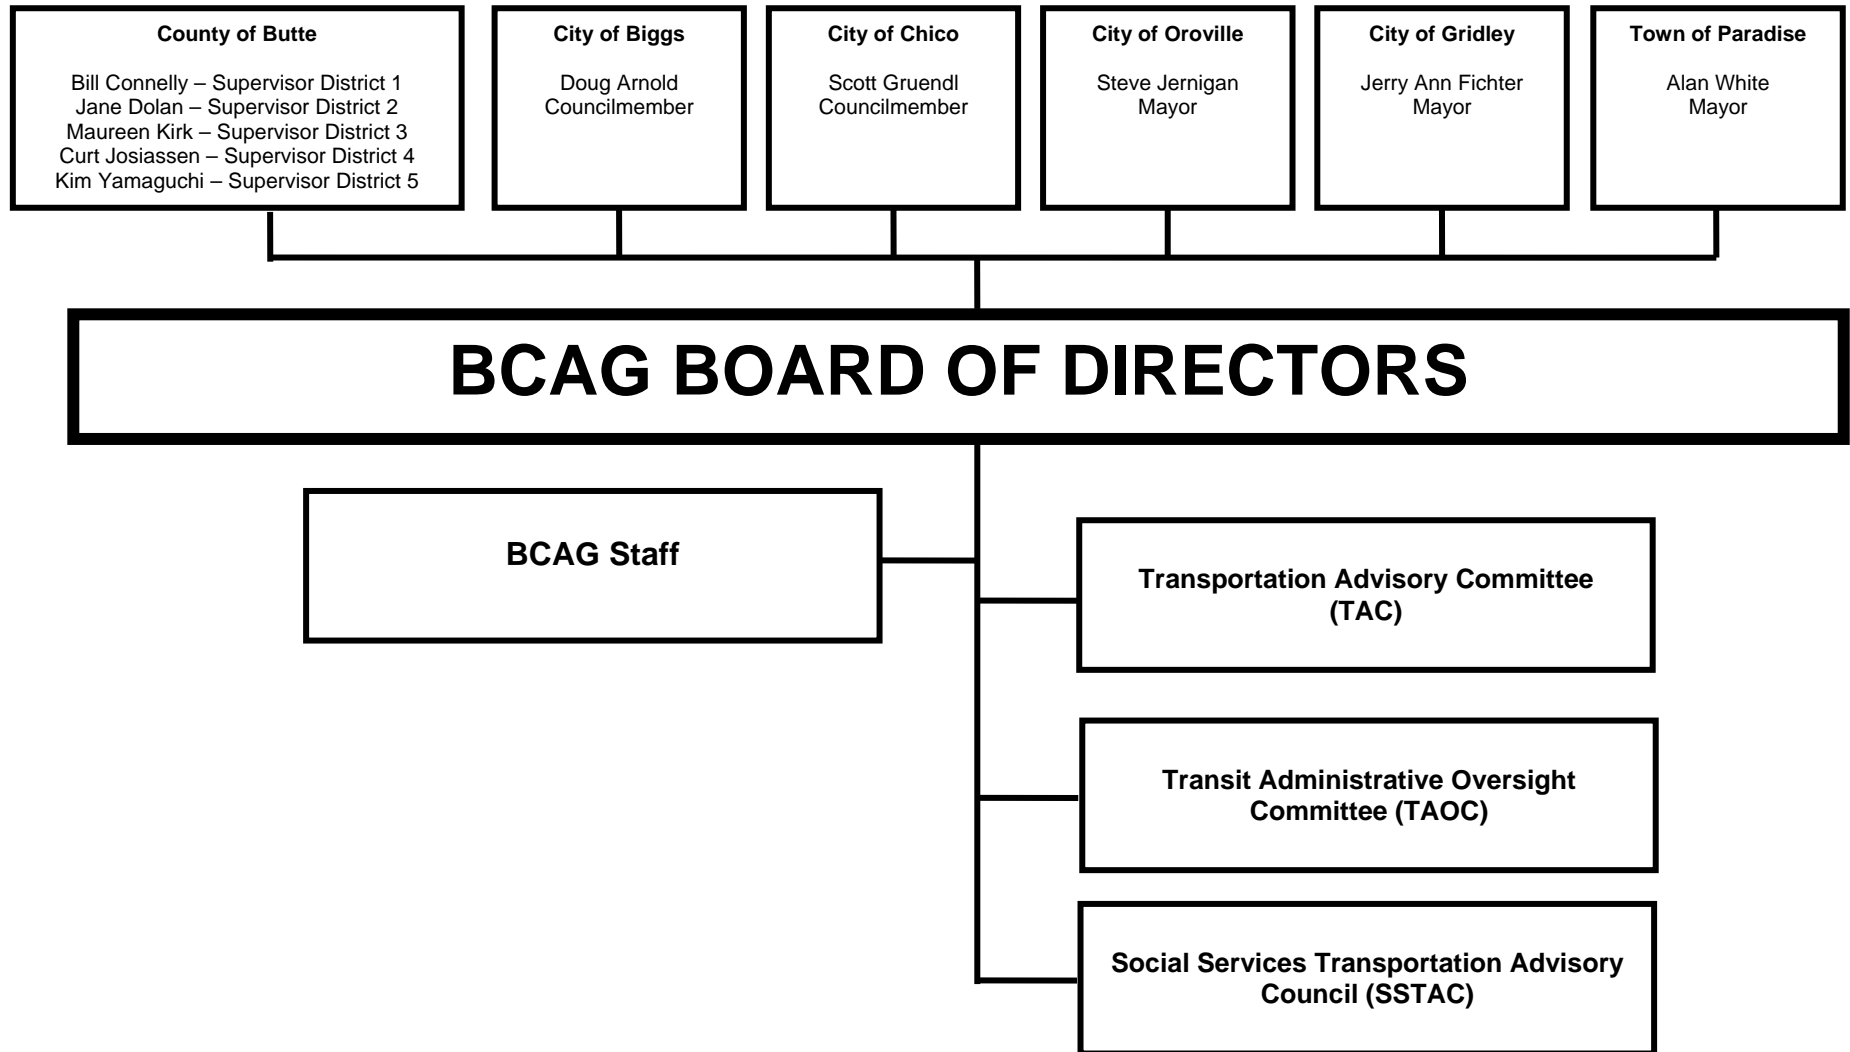 County of Butte
Bill Connelly – Supervisor District 1
Jane Dolan – Supervisor District 2
Maureen Kirk – Supervisor District 3
Curt Josiassen – Supervisor District 4
Kim Yamaguchi – Supervisor District 5
City of Biggs
Doug Arnold
Councilmember
City of Chico
Scott Gruendl
Councilmember
City of Oroville
Steve Jernigan
Mayor
City of Gridley
Jerry Ann Fichter
Mayor
Town of Paradise
Alan White
Mayor
BCAG BOARD OF DIRECTORS
BCAG Staff
Transportation Advisory Committee
(TAC)
Transit Administrative Oversight
Committee (TAOC)
Social Services Transportation Advisory
Council (SSTAC)